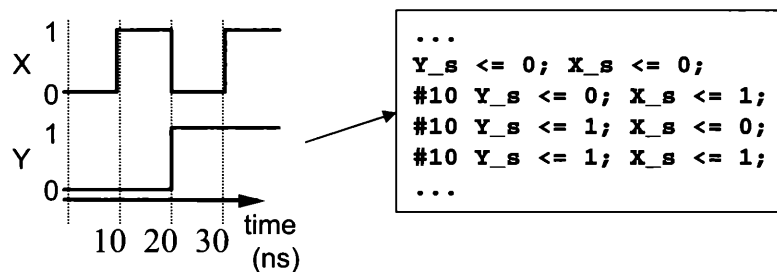 1
X
0
1
Y
0
time
10 20 30
(ns)
...
Y_s <= 0; X_s <= 0;
#10 Y_s <= 0; X_s <= 1;
#10 Y_s <= 1; X_s <= 0;
#10 Y_s <= 1; X_s <= 1;
...